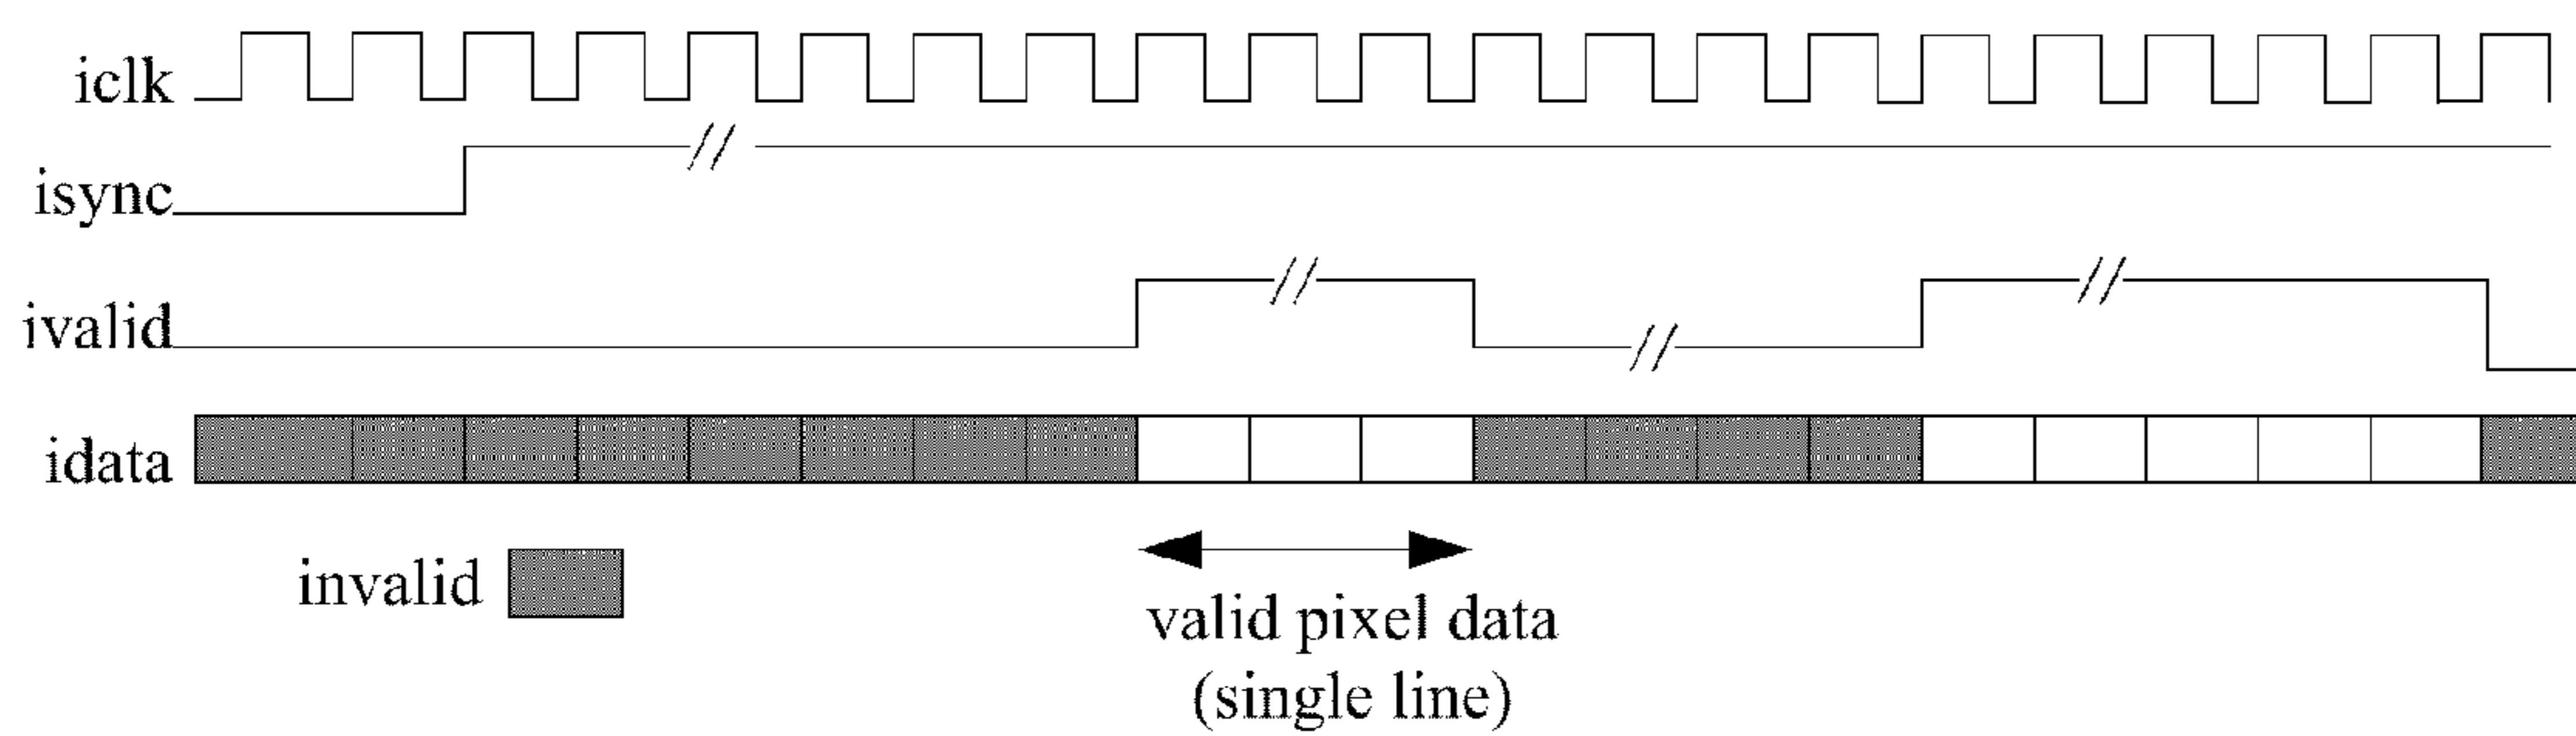 iclk
isync
ivalid
idata
invalid
valid pixel data
(single line)